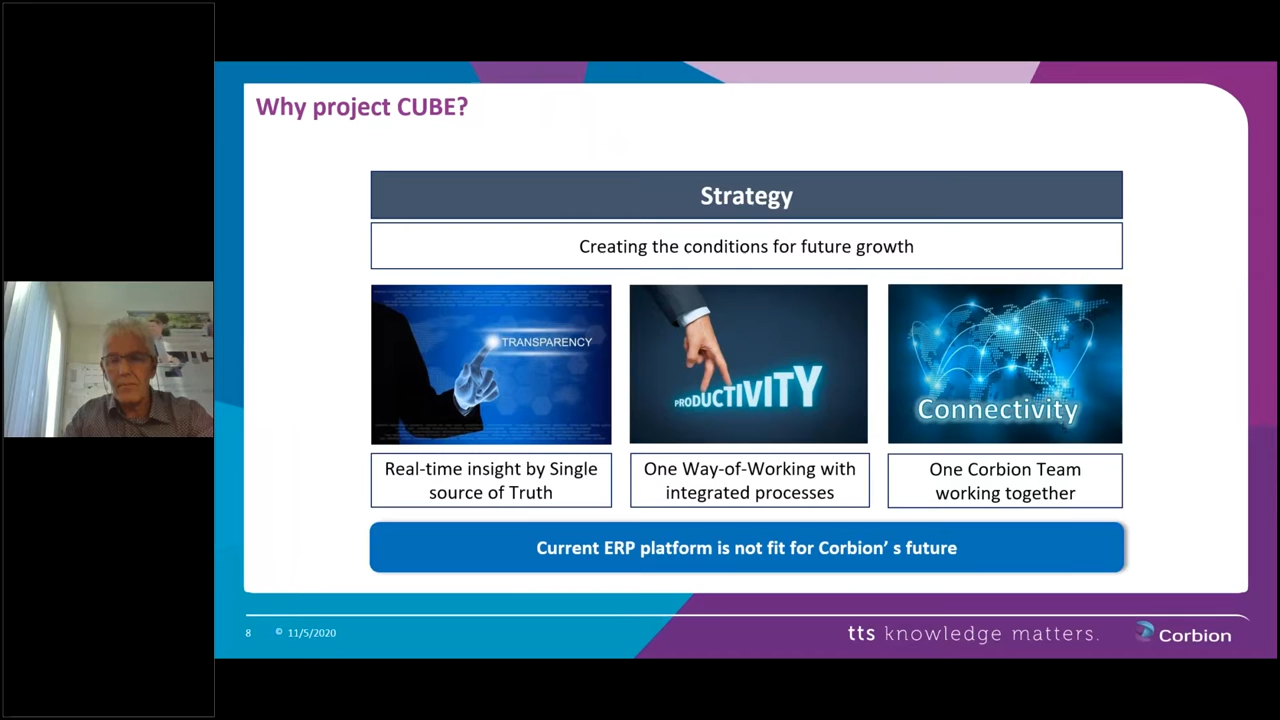 Why project CUBE?
Strategy
Creating the conditions for future growth
TRANSPARENCY
PRODUCTIVITY
Connectivity
Real-time insight by Single
source of Truth
One Way-of-Working with
integrated processes
One Corbion Team
working together
Current ERP platform is not fit for Corbion’ s future
8 © 11/5/2020
tts knowledge matters.
Corbion